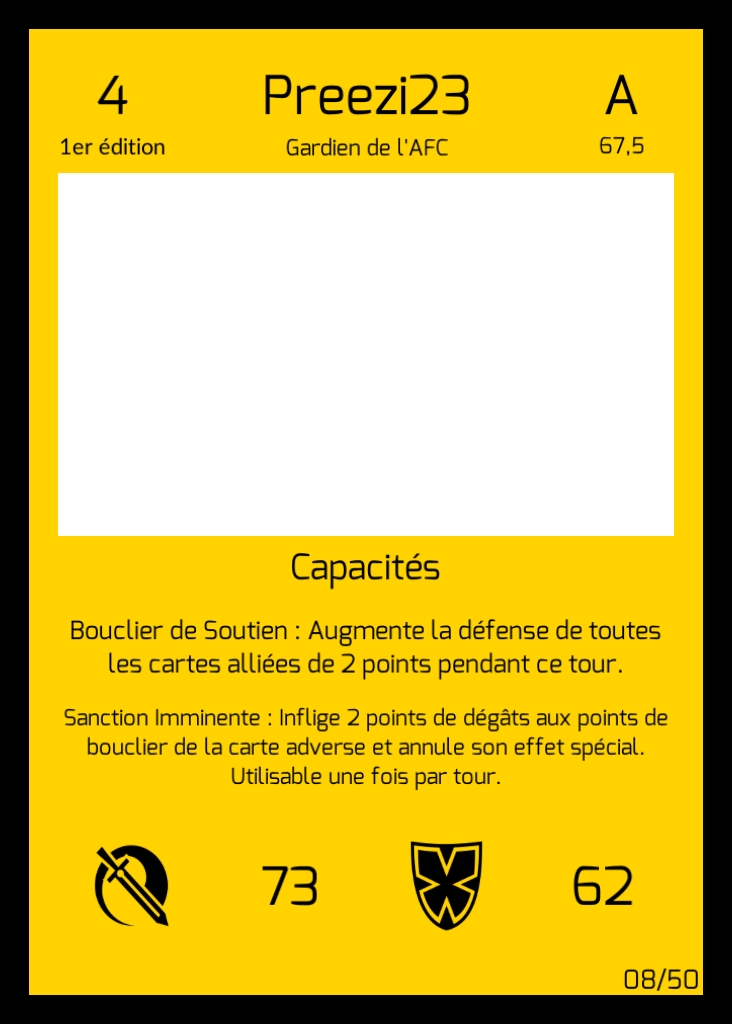 4 Preezi23 A
1er édition Gardien de l'AFC 67,5
Capacités
Bouclier de Soutien : Augmente la défense de toutes
les cartes alliées de 2 points pendant ce tour.
Sanction Imminente : Inflige 2 points de dégâts aux points de
bouclier de la carte adverse et annule son effet spécial.
Utilisable une fois par tour.
73 62
08/50